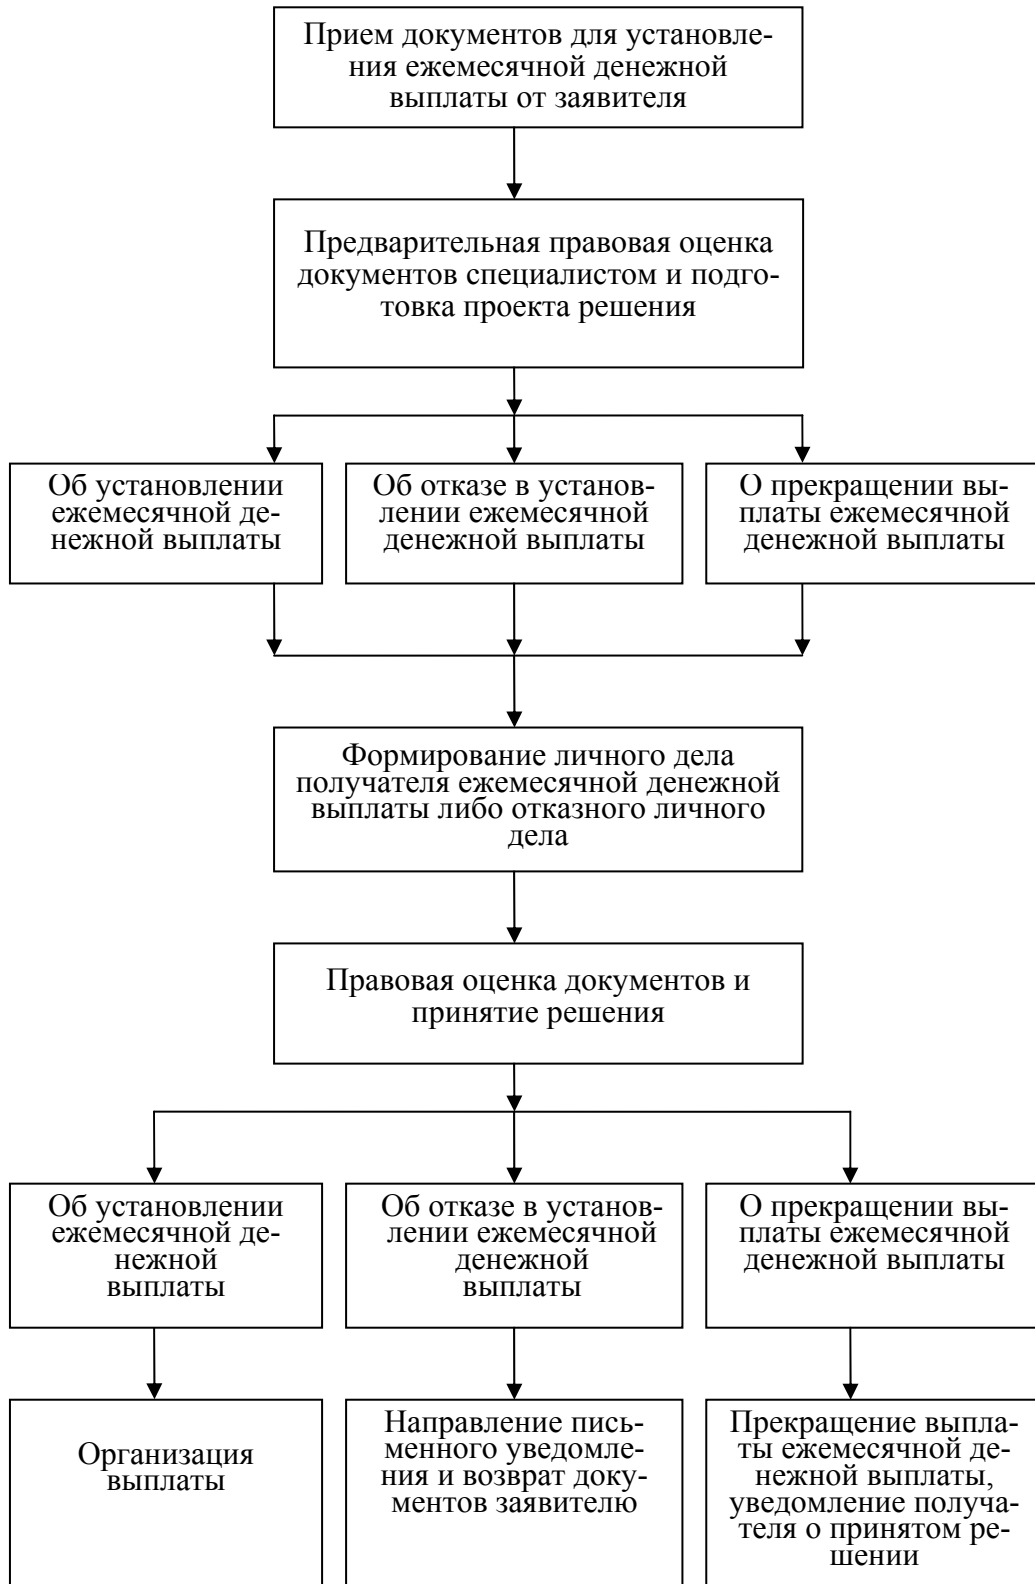 Прием документов для установле-
ния ежемесячной денежной
выплаты от заявителя
Предварительная правовая оценка
документов специалистом и подго-
товка проекта решения
Об установлении
ежемесячной де-
нежной выплаты
Об отказе в установ-
лении ежемесячной
денежной выплаты
О прекращении вы-
платы ежемесячной
денежной выплаты
Формирование личного дела
получателя ежемесячной денежной
выплаты либо отказного личного
дела
Правовая оценка документов и
принятие решения
Об установлении
ежемесячной де-
нежной
выплаты
Об отказе в установ-
лении ежемесячной
денежной
выплаты
О прекращении вы-
платы ежемесячной
денежной выплаты
Организация
выплаты
Направление пись-
менного уведомле-
ния и возврат доку-
ментов заявителю
Прекращение выпла-
ты ежемесячной де-
нежной выплаты,
уведомление получа-
теля о принятом ре-
шении